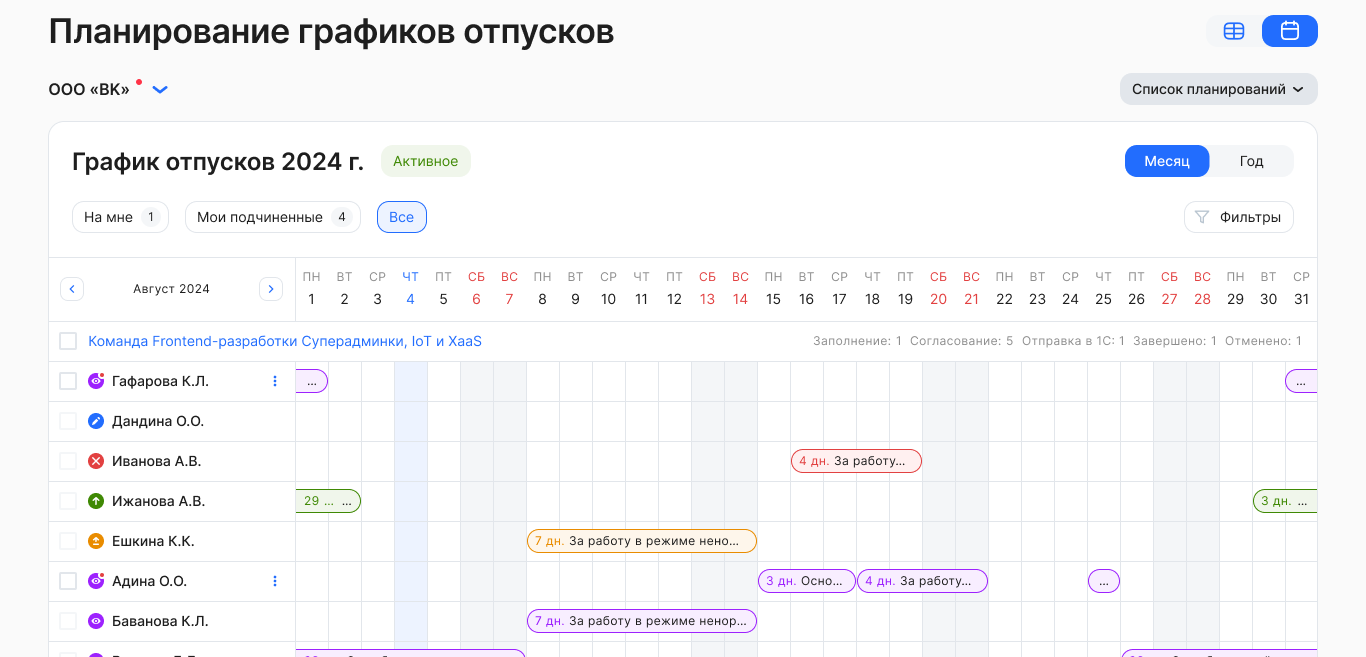 Планирование графиков отпусков
ООО «ВК»
Список планирований
График отпусков 2024 г. Активное
Месяц Год
На мне 1 Мои подчиненные 4 Все
Фильтры
Август 2024
ПН ВТ СР ЧТ ПТ СБ ВС ПН ВТ СР ЧТ ПТ СБ ВС ПН ВТ СР ЧТ ПТ СБ ВС ПН ВТ СР ЧТ ПТ СБ ВС ПН ВТ СР
1 2 3 4 5 6 7 8 9 10 11 12 13 14 15 16 17 18 19 20 21 22 23 24 25 26 27 28 29 30 31
Команда Frontend-разработки Суперадминки, IoT и XaaS
Заполнение: 1 Согласование: 5 Отправка в 1С: 1 Завершено: 1 Отменено: 1
Гафарова К.Л. ... ...
Дандина О.О.
Иванова А.В. 4 дн. За работу...
Ижанова А.В. 29 ... ... 3 дн. ...
Ешкина К.К. 7 дн. За работу в режиме нено...
Адина О.О. 3 дн. Осно... 4 дн. За работу... ...
Баванова К.Л. 7 дн. За работу в режиме ненор...